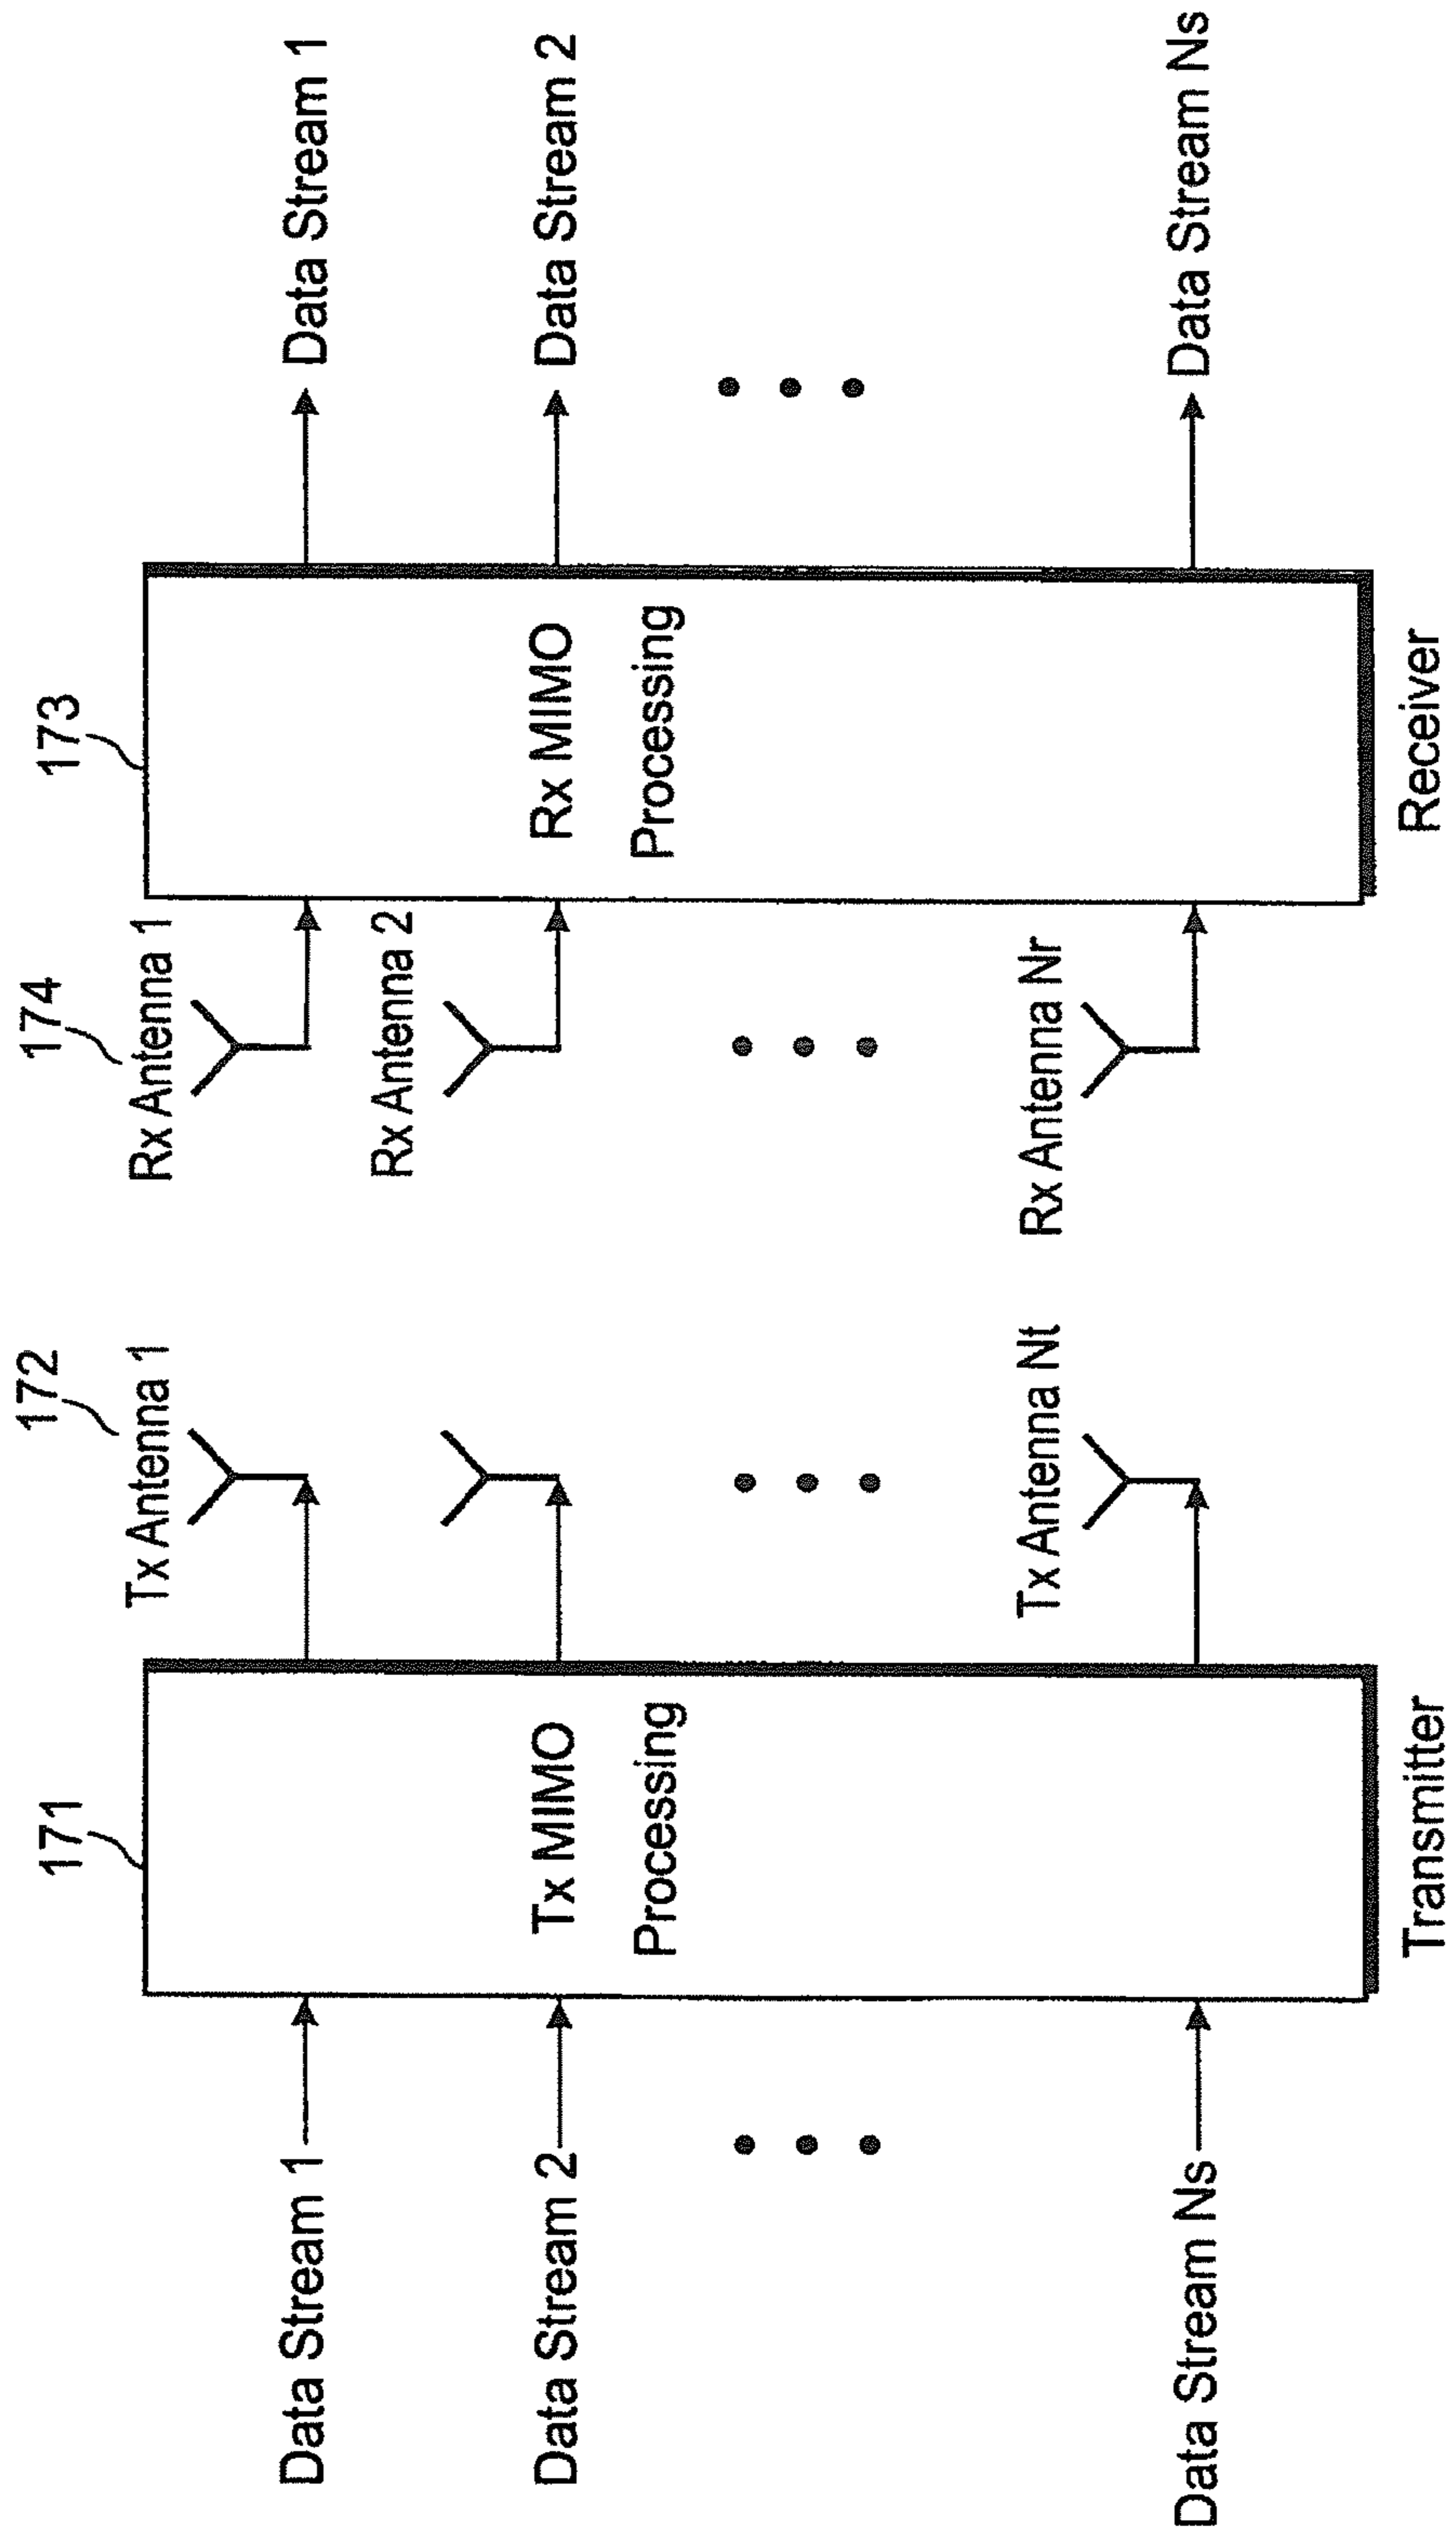 171
172
174
173
Tx Antenna 1
Rx Antenna 1
Data Stream 1
Data Stream 1
Rx Antenna 2
Data Stream 2
Tx MIMO
Processing
Rx MIMO
Processing
Data Stream 2
Tx Antenna Nt
Rx Antenna Nr
Data Stream Ns
Data Stream Ns
Transmitter
Receiver